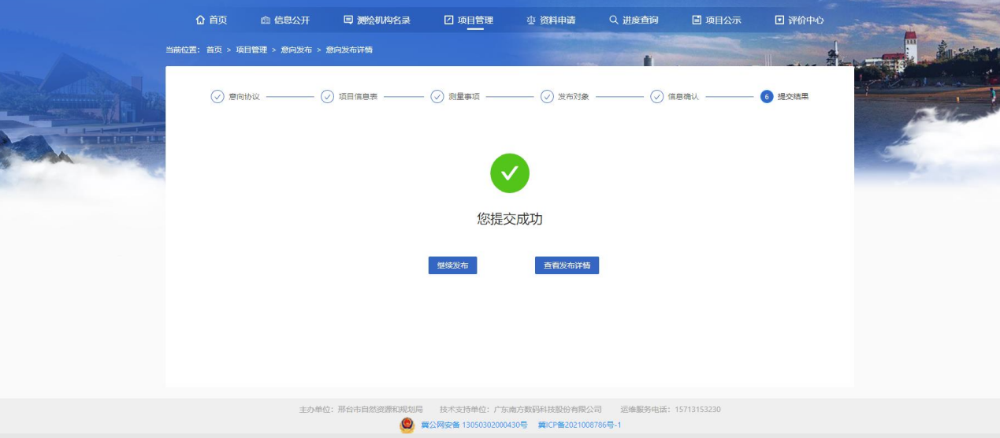 首页 信息公开 测绘机构名录 项目管理 资料申请 进度查询 项目公示 评价中心
当前位置： 首页 > 项目管理 > 意向发布 > 意向发布详情
意向协议 项目信息表 测量事项 发布对象 信息确认 6 提交结果
您提交成功
继续发布 查看发布详情
主办单位：邢台市自然资源和规划局 技术支持单位：广东南方数码科技股份有限公司 运维服务电话：15713153230
冀公网安备 13050302000430号 冀ICP备2021008786号-1